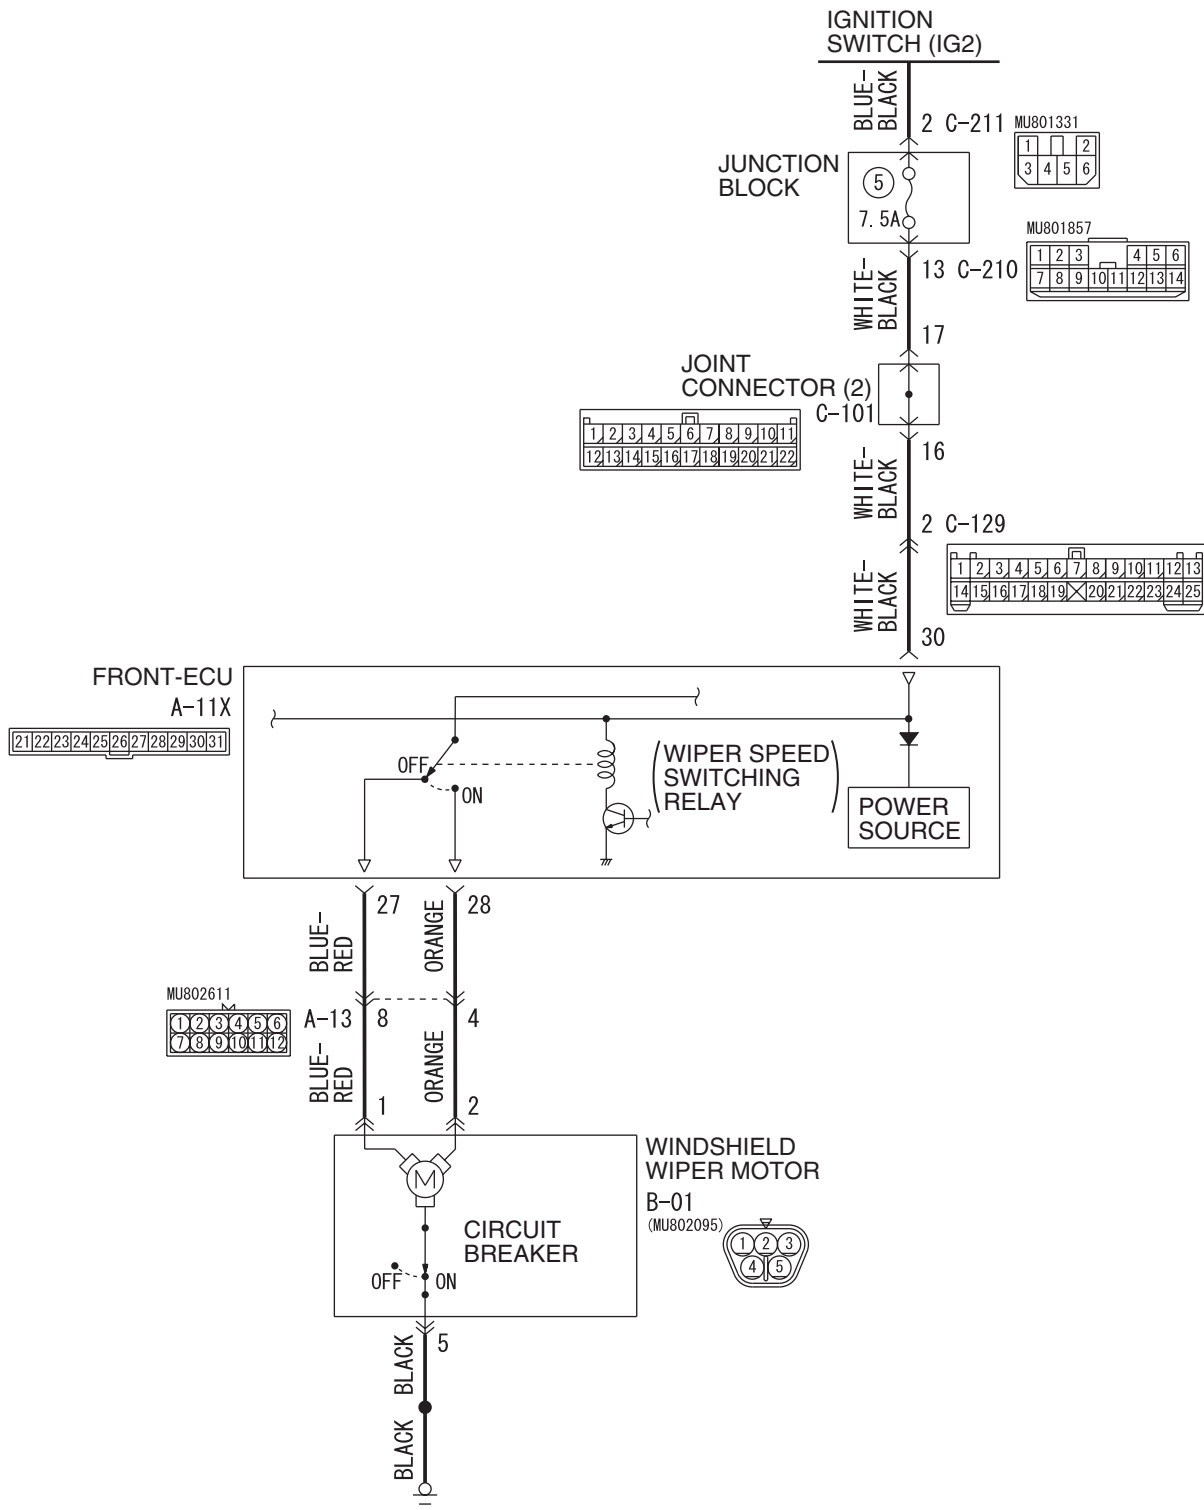 IGNITION
SWITCH (IG2)
BLUE-
BLACK
2 C-211
MU801331
1 2
3 4 5 6
JUNCTION
BLOCK
5
7. 5A
13 C-210
MU801857
1 2 3 4 5 6
7 8 9 10 11 12 13 14
WHITE-
BLACK
17
JOINT
CONNECTOR (2)
C-101
1 2 3 4 5 6 7 8 9 10 11
12 13 14 15 16 17 18 19 20 21 22
16
WHITE-
BLACK
2 C-129
1 2 3 4 5 6 7 8 9 10 11 12 13
14 15 16 17 18 19 20 21 22 23 24 25
WHITE-
BLACK
30
FRONT-ECU
A-11X
21 22 23 24 25 26 27 28 29 30 31
OFF
ON
(WIPER SPEED
SWITCHING
RELAY)
POWER
SOURCE
27
28
BLUE-
RED
ORANGE
MU802611
1 2 3 4 5 6
7 8 9 10 11 12
A-13
8
4
BLUE-
RED
ORANGE
1
2
WINDSHIELD
WIPER MOTOR
B-01
(MU802095)
1 2 3
4 5
M
CIRCUIT
BREAKER
OFF
ON
5
BLACK
BLACK